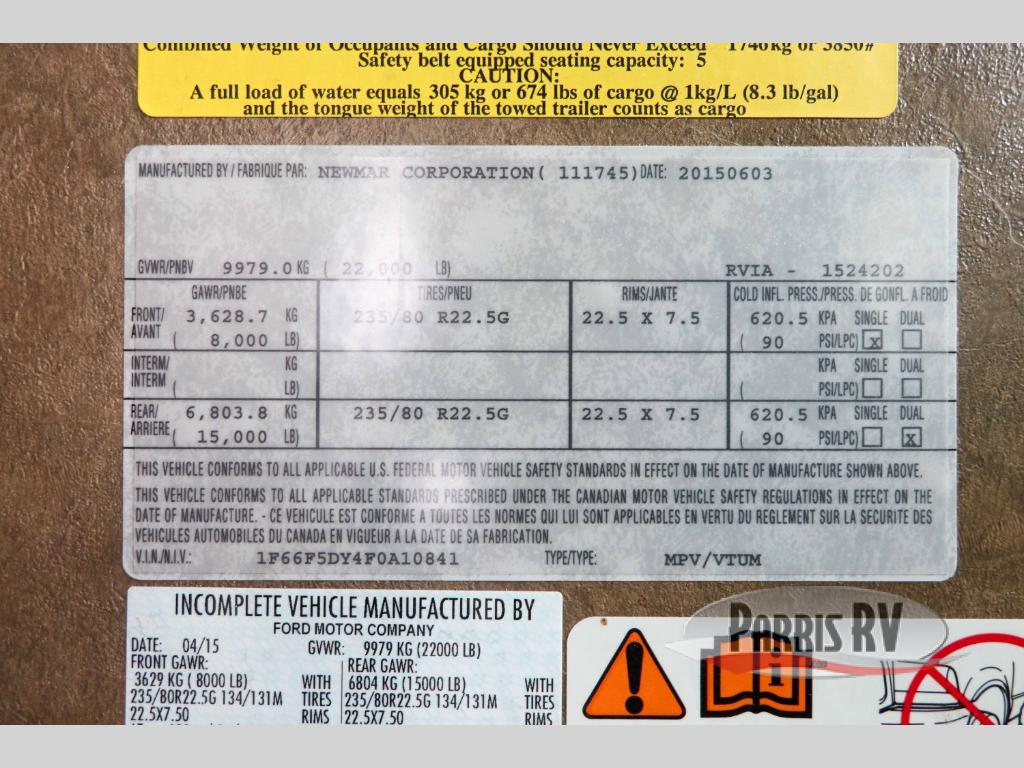 Combined Weight of Occupants and Cargo Should Never Exceed 1746kg or 3850#
Safety belt equipped seating capacity: 5
CAUTION:
A full load of water equals 305 kg or 674 lbs of cargo @ 1kg/L (8.3 lb/gal)
and the tongue weight of the towed trailer counts as cargo
MANUFACTURED BY / FABRIQUE PAR: NEWMAR CORPORATION( 111745) DATE: 20150603
GVWR/PNBV 9979.0 KG ( 22,000 LB) RVIA - 1524202
GAWR/PNBE TIRES/PNEU RIMS/JANTE COLD INFL. PRESS./PRESS. DE GONFL. A FROID
FRONT/ 3,628.7 KG 235/80 R22.5G 22.5 X 7.5 620.5 KPA SINGLE DUAL
AVANT ( 8,000 LB) ( 90 PSI/LPC) X
INTERM/ KG KPA SINGLE DUAL
INTERM ( LB) ( PSI/LPC)
REAR/ 6,803.8 KG 235/80 R22.5G 22.5 X 7.5 620.5 KPA SINGLE DUAL
ARRIERE ( 15,000 LB) ( 90 PSI/LPC) X
THIS VEHICLE CONFORMS TO ALL APPLICABLE U.S. FEDERAL MOTOR VEHICLE SAFETY STANDARDS IN EFFECT ON THE DATE OF MANUFACTURE SHOWN ABOVE.
THIS VEHICLE CONFORMS TO ALL APPLICABLE STANDARDS PRESCRIBED UNDER THE CANADIAN MOTOR VEHICLE SAFETY REGULATIONS IN EFFECT ON THE
DATE OF MANUFACTURE. - CE VEHICULE EST CONFORME A TOUTES LES NORMES QUI LUI SONT APPLICABLES EN VERTU DU REGLEMENT SUR LA SECURITE DES
VEHICULES AUTOMOBILES DU CANADA EN VIGUEUR A LA DATE DE SA FABRICATION.
V.I.N./N.I.V.: 1F66F5DY4F0A10841 TYPE/TYPE: MPV/VTUM
INCOMPLETE VEHICLE MANUFACTURED BY
FORD MOTOR COMPANY
DATE: 04/15 GVWR: 9979 KG (22000 LB)
FRONT GAWR: REAR GAWR:
3629 KG ( 8000 LB) WITH 6804 KG (15000 LB) WITH
235/80R22.5G 134/131M TIRES 235/80R22.5G 134/131M TIRES
22.5X7.50 RIMS 22.5X7.50 RIMS
PARRIS RV